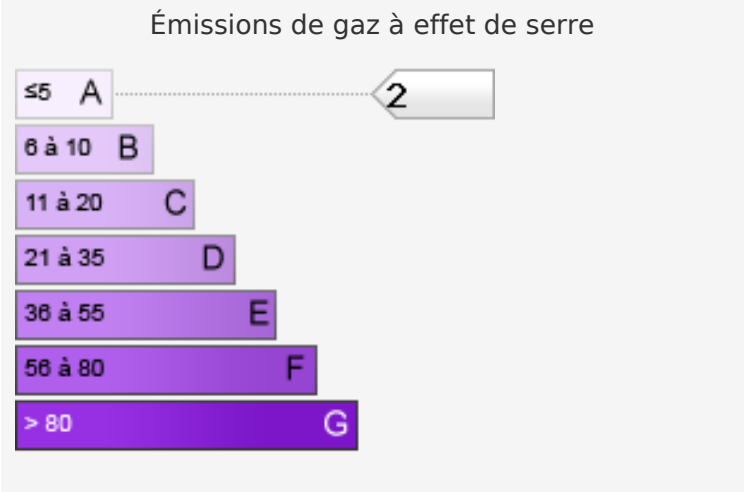 Émissions de gaz à effet de serre
≤5 A 2
6 à 10 B
11 à 20 C
21 à 35 D
36 à 55 E
56 à 80 F
> 80 G